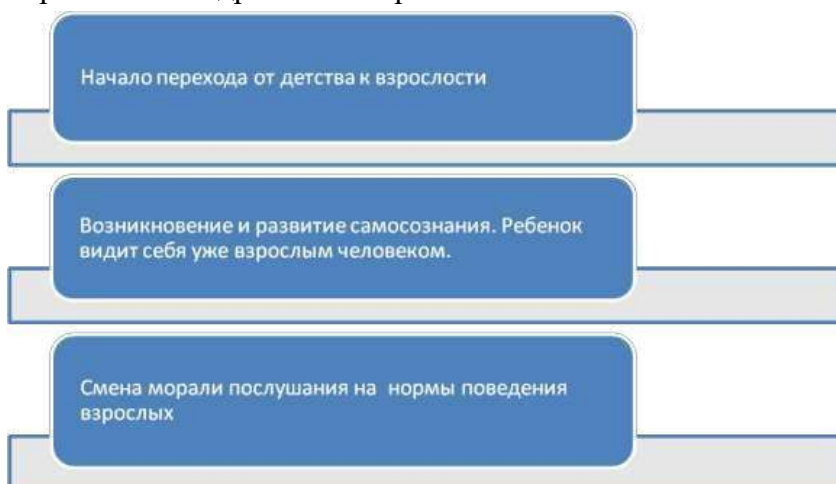 Начало перехода от детства к взрослости
Возникновение и развитие самосознания. Ребенок
видит себя уже взрослым человеком.
Смена морали послушания на нормы поведения
взрослых